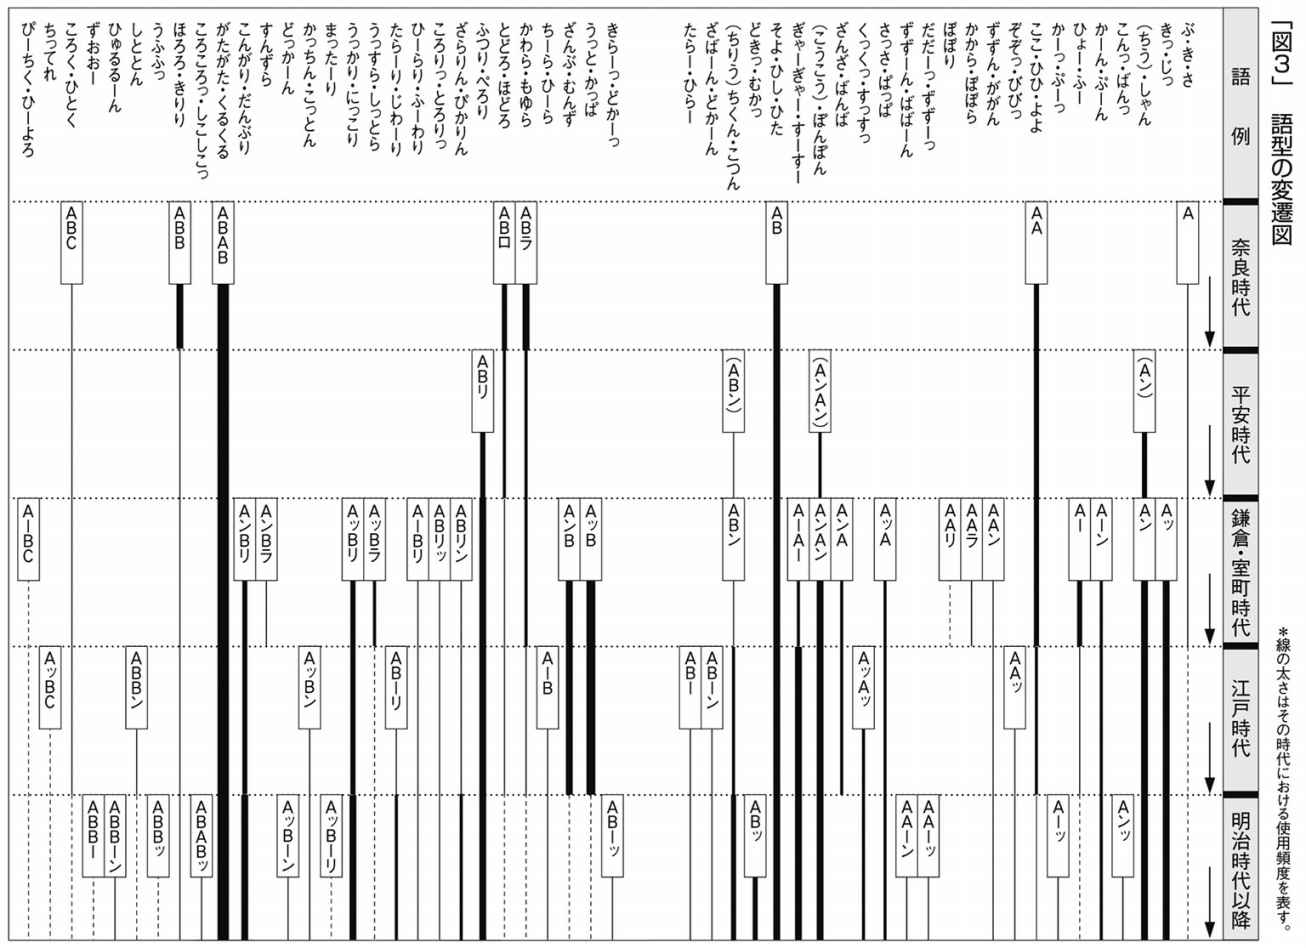 「図3」 語型の変遷図
*線の太さはその時代における使用頻度を表す。
語例
ぶ・き・さ
きっ・じっ
(ちう)・しゃん
こんっ・ばんっ
かーん・ぶーん
ひょー・ふー
かーっ・ぷーっ
ここ・ひひ・よよ
ぞぞっ・びびっ
ずずん・ががん
かから・ぱぱら
ぽぽり
だだーっ・ずずーっ
ずずーん・ばばーん
さっさ・ぱっぱ
くっくっ・すっすっ
ざんざ・ばんば
(こうこう)・ぽんぽん
ぎゃーぎゃー・すーすー
そよ・ひし・ひた
どきっ・むかっ
(ちりう)ちくん・こつん
ざばーん・どかーん
たらー・ひらー
きらーっ・どかーっ
うっと・かっぱ
ざんぶ・むんず
ちーら・ひーら
かわら・もゆら
とどろ・ほどろ
ふつり・べろり
ざらりん・ぴかりん
ころりっ・とろりっ
ひーらり・ふーわり
たらーり・じわーり
うっすら・しっとら
うっかり・にっこり
まったーり
かっちん・こっとん
どっかーん
すんずら
こんがり・だんぶり
がたがた・くるくる
ころころっ・しこしこっ
ほろろ・きりり
うふふっ
しととん
ひゅるるーん
ずおおー
ころく・ひとく
ちってれ
ぴーちく・ひーよろ
奈良時代
A
AA
AB
ABラ
ABロ
ABAB
ABB
ABC
平安時代
(Aン)
(AンAン)
(ABン)
ABリ
鎌倉・室町時代
Aッ
Aン
Aーン
Aー
AAン
AAラ
AAリ
AッA
AンA
AンAン
AーAー
ABン
AッB
AンB
ABリン
ABリッ
AーBリ
AッBラ
AッBリ
AンBラ
AンBリ
AーBC
江戸時代
AAッ
AッAッ
ABーン
ABー
AーB
ABーリ
AッBン
ABBン
AッBC
明治時代以降
Aンッ
Aーッ
AAーッ
AAーン
ABッ
ABーッ
AッBーリ
AッBーン
ABABッ
ABBッ
ABBーン
ABBー